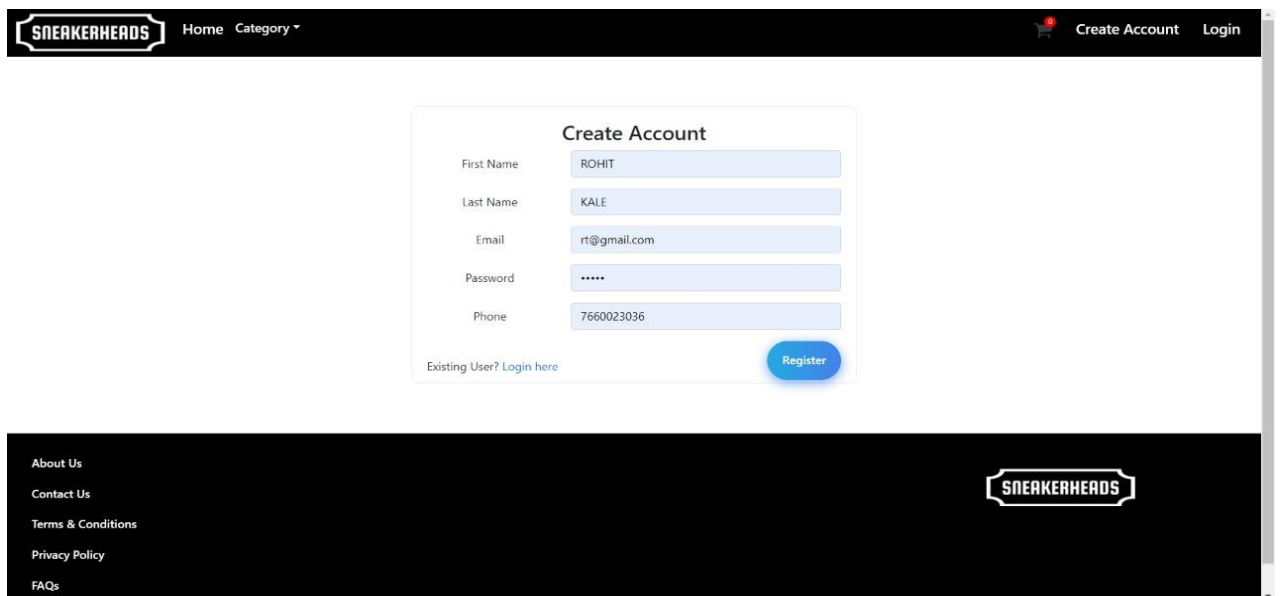 SNEAKERHEADS Home Category 0 Create Account Login
Create Account
First Name ROHIT
Last Name KALE
Email rt@gmail.com
Password •••••
Phone 7660023036
Existing User? Login here Register
About Us
Contact Us
Terms & Conditions
Privacy Policy
FAQs
SNEAKERHEADS